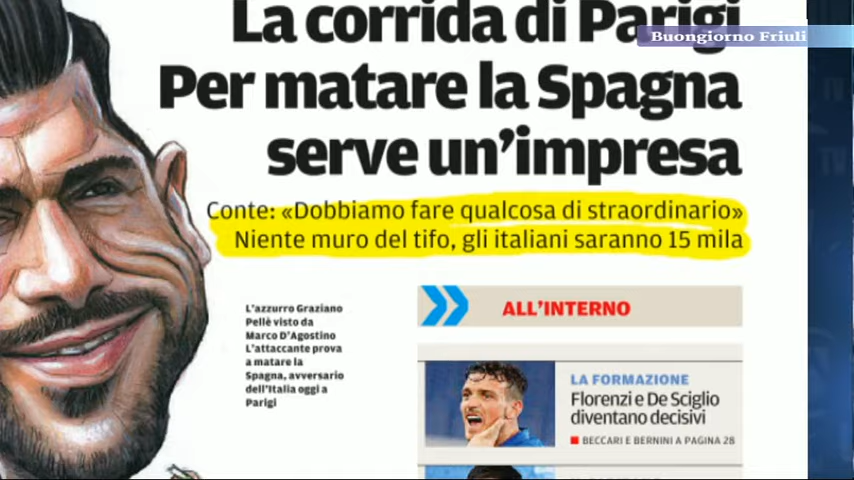 La corrida di Parigi
Buongiorno Friuli
Per matare la Spagna
serve un'impresa
Conte: «Dobbiamo fare qualcosa di straordinario»
Niente muro del tifo, gli italiani saranno 15 mila
L'azzurro Graziano
Pellè visto da
Marco D'Agostino
L'attaccante prova
a matare la
Spagna, avversario
dell'Italia oggi a
Parigi
ALL'INTERNO
LA FORMAZIONE
Florenzi e De Sciglio
diventano decisivi
BECCARI E BERNINI A PAGINA 28